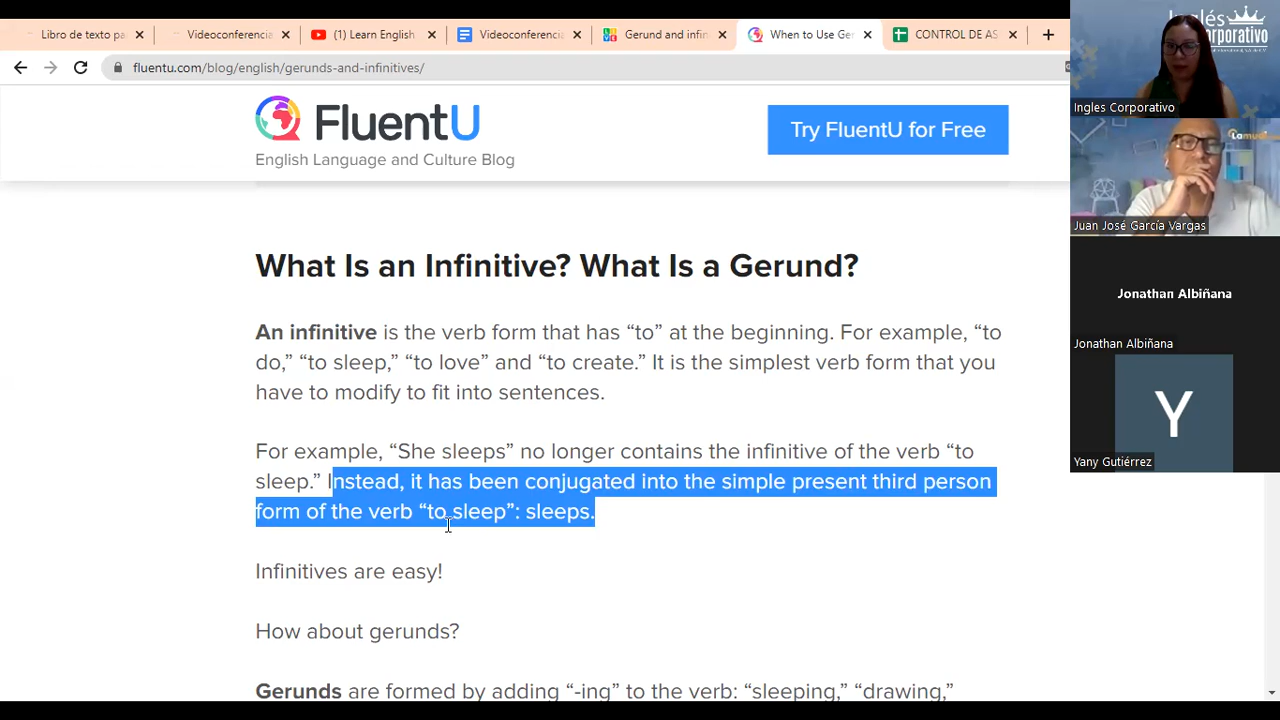 Libro de texto pa
Videoconferencia
(1) Learn English
Videoconferenc
Gerund and infin
When to Use Ger
CONTROL DE AS
fluentu.com/blog/english/gerunds-and-infinitives/
FluentU
English Language and Culture Blog
Try FluentU for Free
What Is an Infinitive? What Is a Gerund?
An infinitive is the verb form that has “to” at the beginning. For example, “to
do,” “to sleep,” “to love” and “to create.” It is the simplest verb form that you
have to modify to fit into sentences.
For example, “She sleeps” no longer contains the infinitive of the verb “to
sleep.” Instead, it has been conjugated into the simple present third person
form of the verb “to sleep”: sleeps.
Infinitives are easy!
How about gerunds?
Gerunds are formed by adding “-ing” to the verb: “sleeping,” “drawing,”
Inglés
Corporativo
Ingles Corporativo
Juan José García Vargas
Jonathan Albiñana
Jonathan Albiñana
Y
Yany Gutiérrez